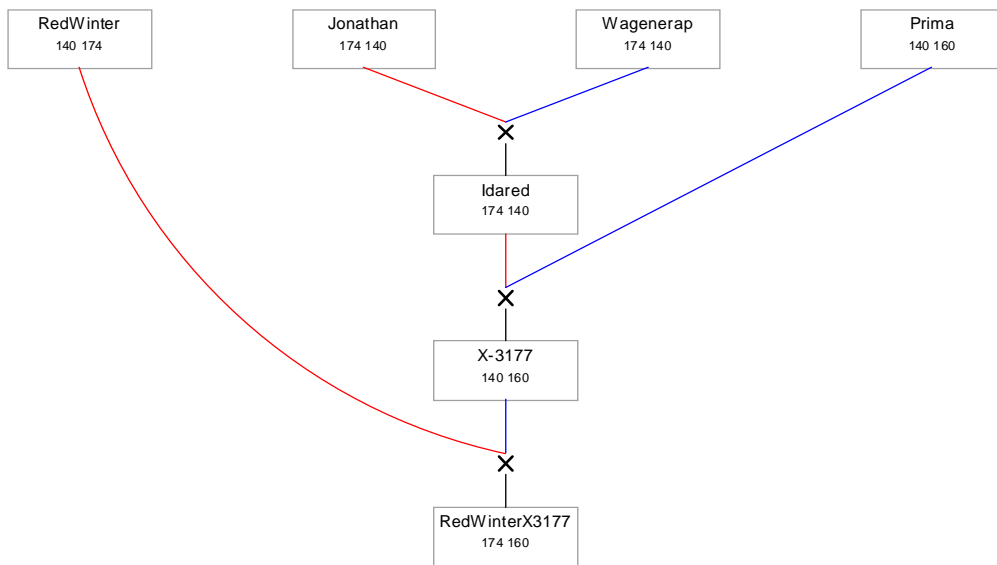 RedWinter
140 174
Jonathan
174 140
Wagenerap
174 140
Prima
140 160
Idared
174 140
X-3177
140 160
RedWinterX3177
174 160